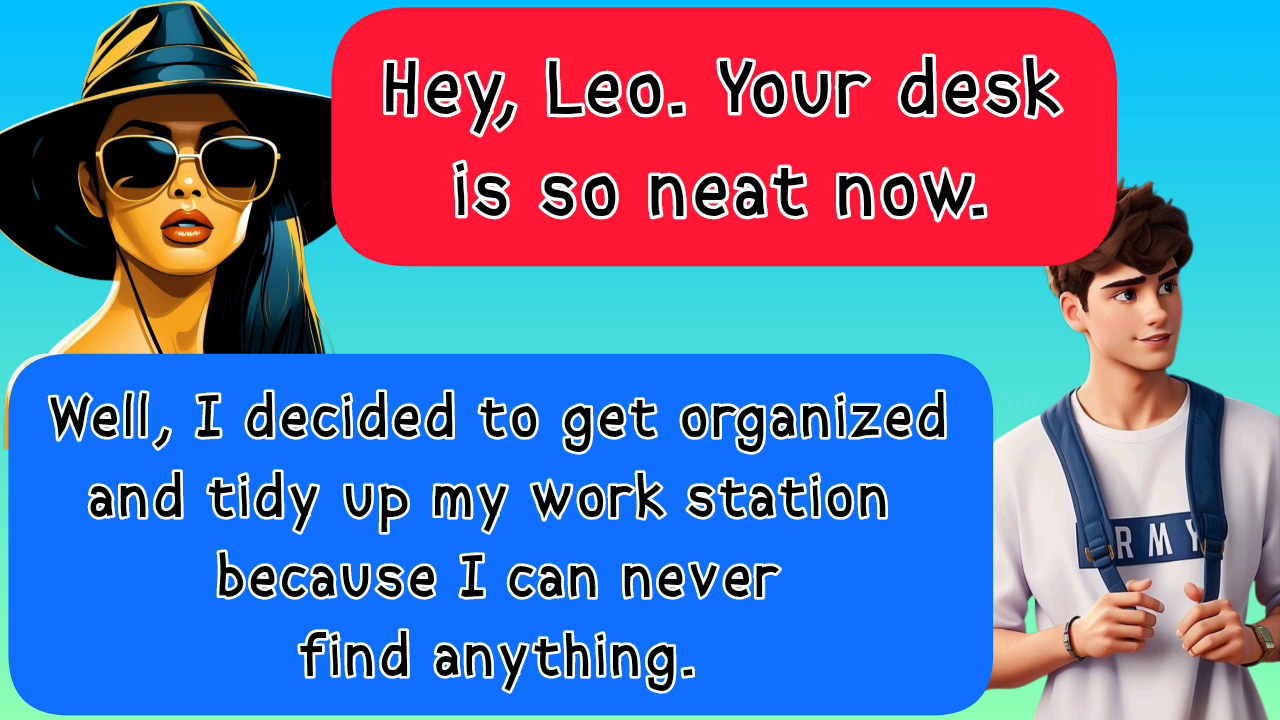 Hey, Leo. Your desk
is so neat now.
Well, I decided to get organized
and tidy up my work station
because I can never
find anything.
RMY